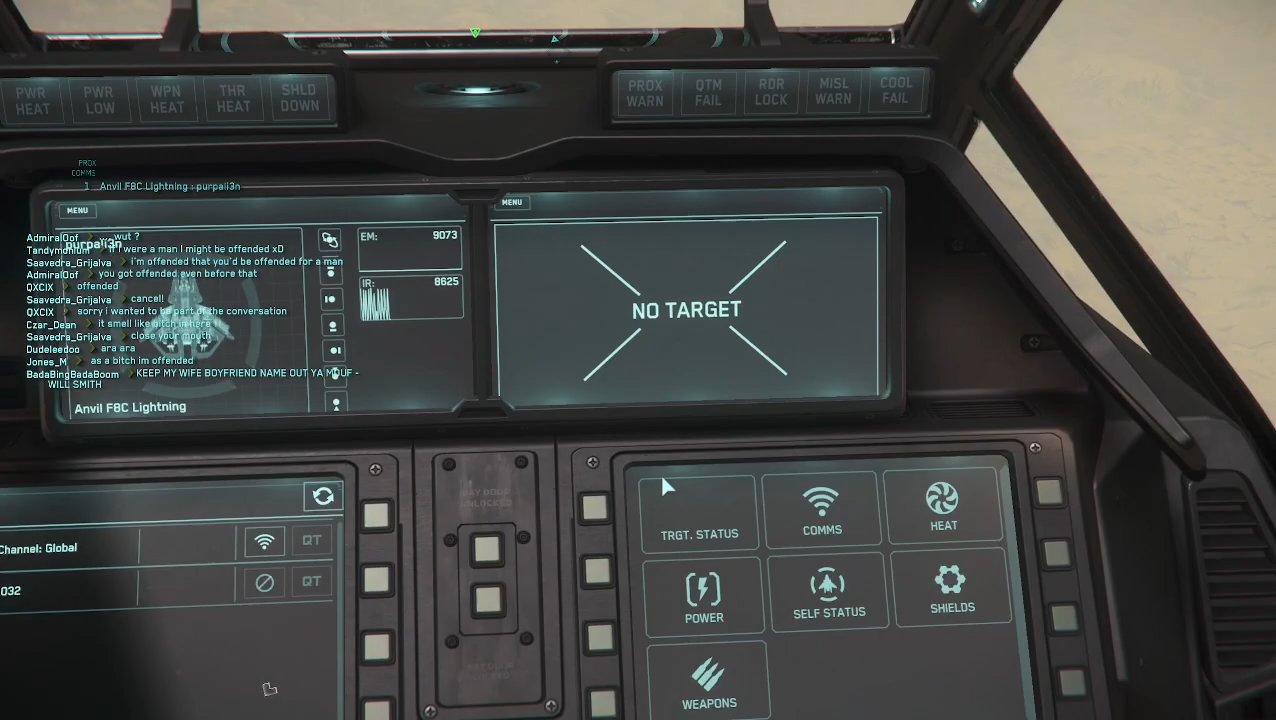 PWR HEAT
PWR LOW
WPN HEAT
THR HEAT
SHLD DOWN
PROX WARN
QTM FAIL
RDR LOCK
MISL WARN
COOL FAIL
PROX
COMMS
1 Anvil F8C Lightning : purpali3n
MENU
MENU
purpali3n
AdmiralOof wut ?
Tandymonium if I were a man I might be offended xD
Saavedra_Grijalva I'm offended that you'd be offended for a man
AdmiralOof you got offended even before that
QXCIX offended
Saavedra_Grijalva cancel!
QXCIX sorry i wanted to be part of the conversation
Czar_Dean it smell like bitch in here !
Saavedra_Grijalva close your mouth
Dudeleedoo ara ara
Jones_M as a bitch im offended
BadaBingBadaBoom KEEP MY WIFE BOYFRIEND NAME OUT YA MOUF -
WILL SMITH
EM: 9073
IR: 8625
Anvil F8C Lightning
NO TARGET
Channel: Global
QT
032
QT
TRGT. STATUS
COMMS
HEAT
POWER
SELF STATUS
SHIELDS
WEAPONS